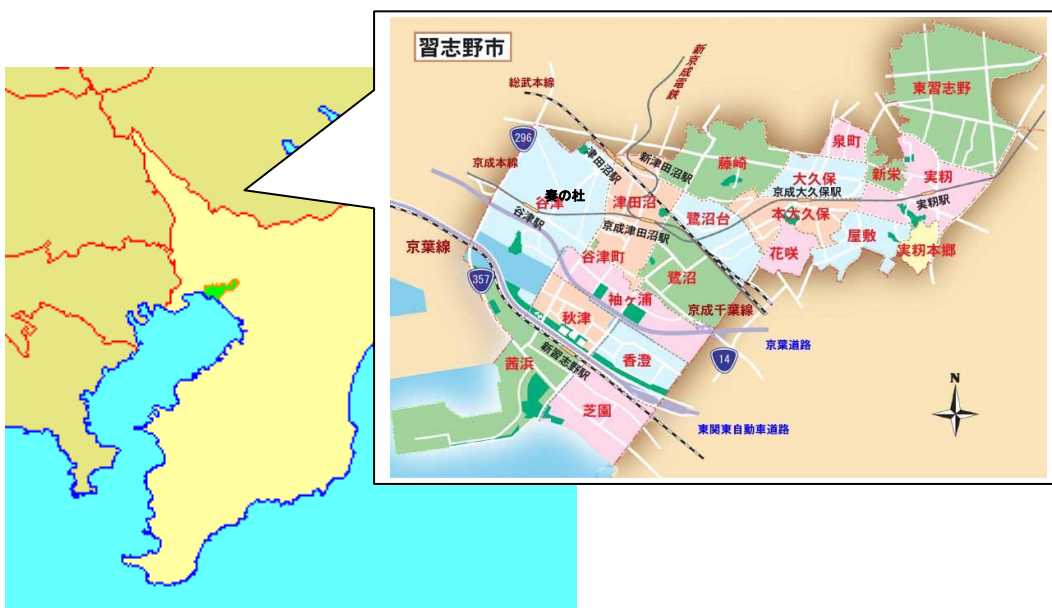 習志野市
新京成電鉄
総武本線
東習志野
296
泉町
京成本線
津田沼駅
新津田沼駅
藤崎
大久保
新栄
実籾
京成大久保駅
実籾駅
奏の杜
谷津
津田沼
鷺沼台
本大久保
谷津駅
京成津田沼駅
屋敷
実籾本郷
京葉線
谷津町
花咲
357
鷺沼
袖ヶ浦
京成千葉線
秋津
京葉道路
茜浜
新習志野駅
香澄
14
芝園
東関東自動車道路
N